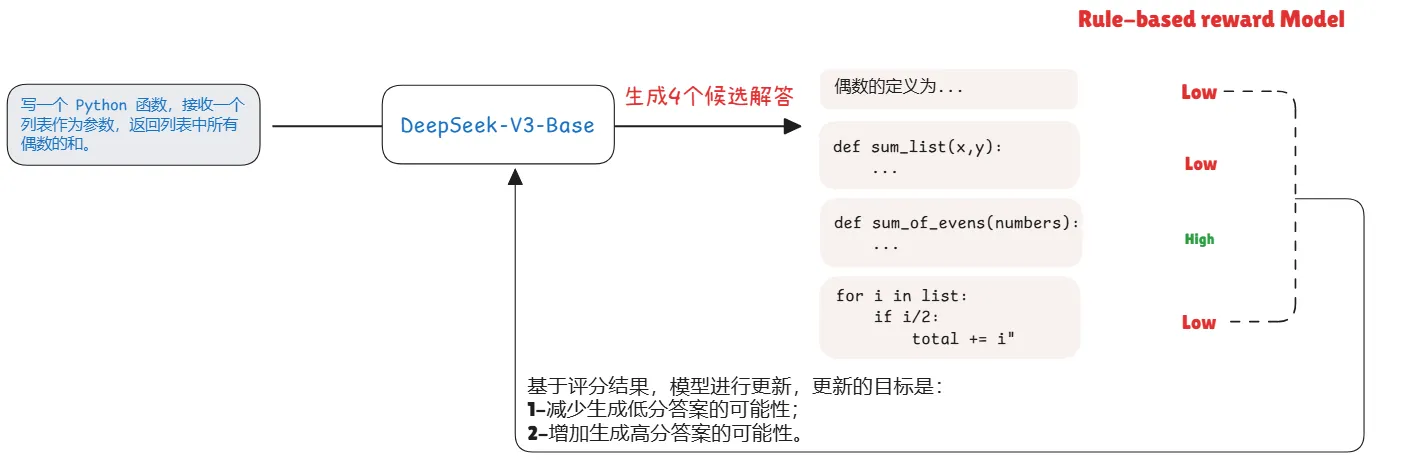 Rule-based reward Model
写一个 Python 函数，接收一个
列表作为参数，返回列表中所有
偶数的和。
DeepSeek-V3-Base
生成4个候选解答
偶数的定义为...
Low
def sum_list(x,y):
...
Low
def sum_of_evens(numbers):
...
High
for i in list:
if i/2:
total += i"
Low
基于评分结果，模型进行更新，更新的目标是：
1-减少生成低分答案的可能性；
2-增加生成高分答案的可能性。